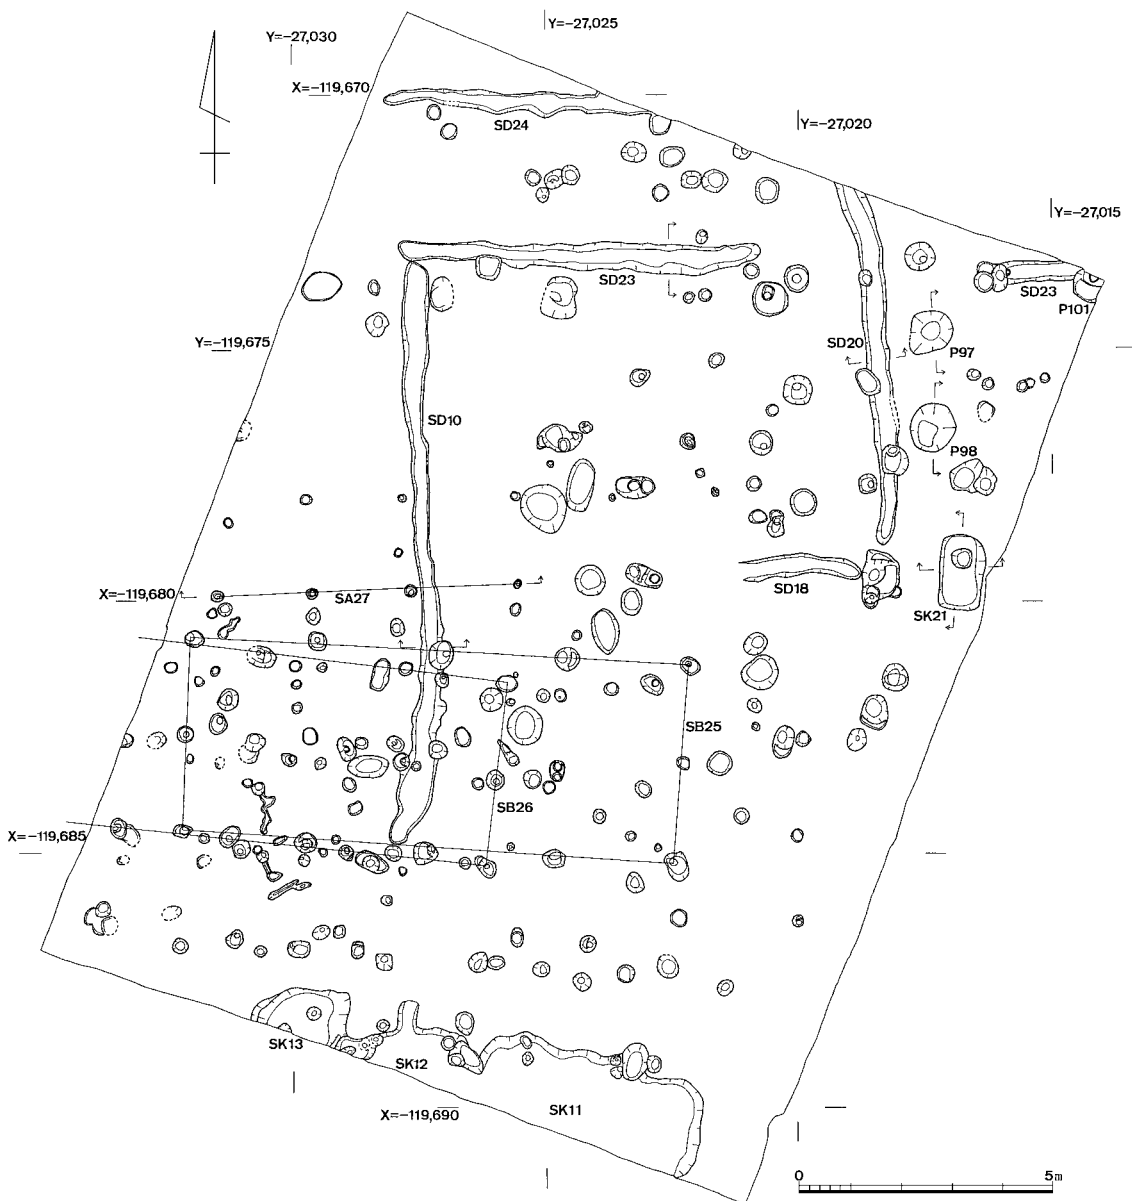 Y=-27,025
Y=-27,030
X=-119,670
Y=-27,020
SD24
Y=-27,015
SD23
SD23
P101
Y=-119,675
SD20
P97
SD10
P98
X=-119,680
SA27
SD18
SK21
SB25
SB26
X=-119,685
SK13
SK12
SK11
X=-119,690
0
5m